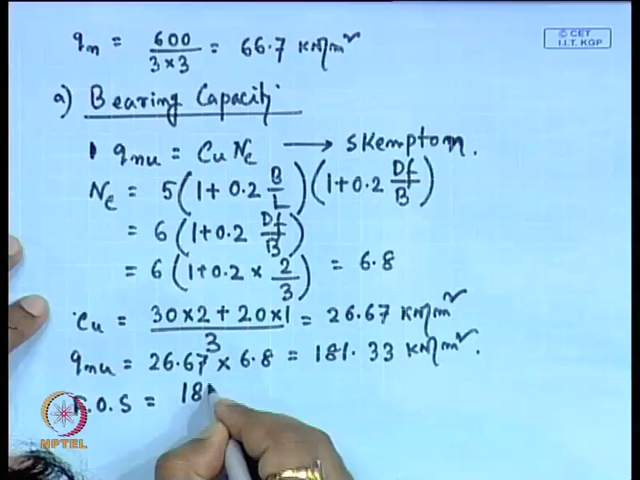 qn = 600 / 3×3 = 66.7 kN/m²
© CET
I.I.T. KGP
a) Bearing Capacity
qnu = Cu Nc → Skempton.
Nc = 5(1+0.2 B/L)(1+0.2 Df/B)
= 6(1+0.2 Df/B)
= 6(1+0.2 × 2/3) = 6.8
Cu = 30×2+20×1 / 3 = 26.67 kN/m²
qnu = 26.67 × 6.8 = 181.33 kN/m².
F.O.S = 18
NPTEL